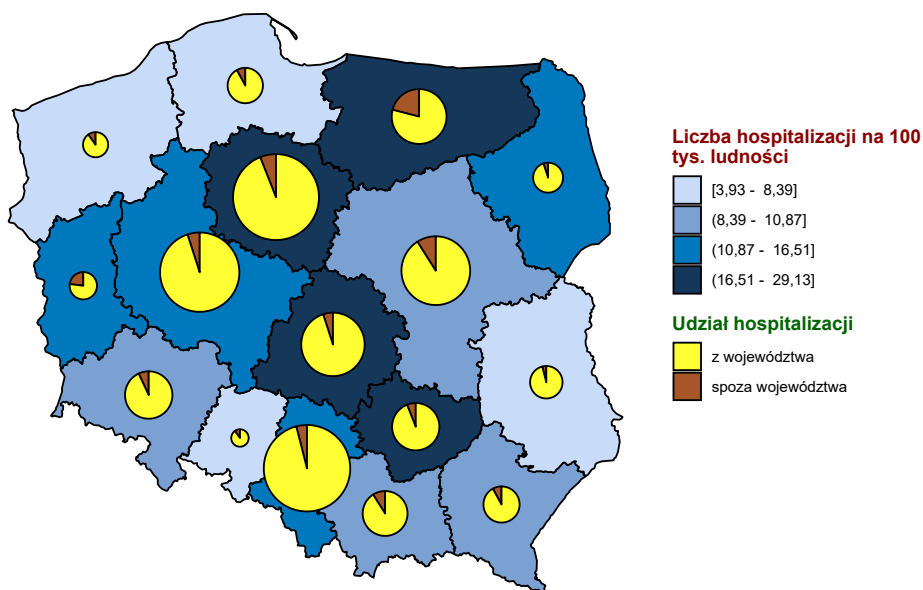 Liczba hospitalizacji na 100
tys. ludności
[3,93 - 8,39]
(8,39 - 10,87]
(10,87 - 16,51]
(16,51 - 29,13]
Udział hospitalizacji
z województwa
spoza województwa